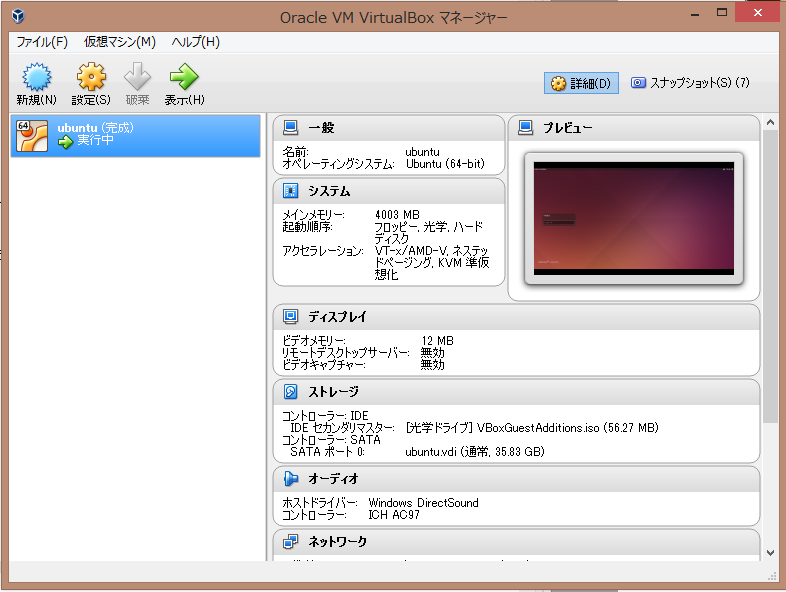 Oracle VM VirtualBox マネージャー
ファイル(F) 仮想マシン(M) ヘルプ(H)
新規(N) 設定(S) 破棄 表示(H)
詳細(D) スナップショット(S) (7)
64
ubuntu (完成)
実行中
一般
名前: ubuntu
オペレーティングシステム: Ubuntu (64-bit)
システム
メインメモリー: 4003 MB
起動順序: フロッピー, 光学, ハード
ディスク
アクセラレーション: VT-x/AMD-V, ネステッ
ドページング, KVM 準仮
想化
プレビュー
ディスプレイ
ビデオメモリー: 12 MB
リモートデスクトップサーバー: 無効
ビデオキャプチャー: 無効
ストレージ
コントローラー: IDE
IDE セカンダリマスター: [光学ドライブ] VBoxGuestAdditions.iso (56.27 MB)
コントローラー: SATA
SATA ポート 0: ubuntu.vdi (通常, 35.83 GB)
オーディオ
ホストドライバー: Windows DirectSound
コントローラー: ICH AC97
ネットワーク